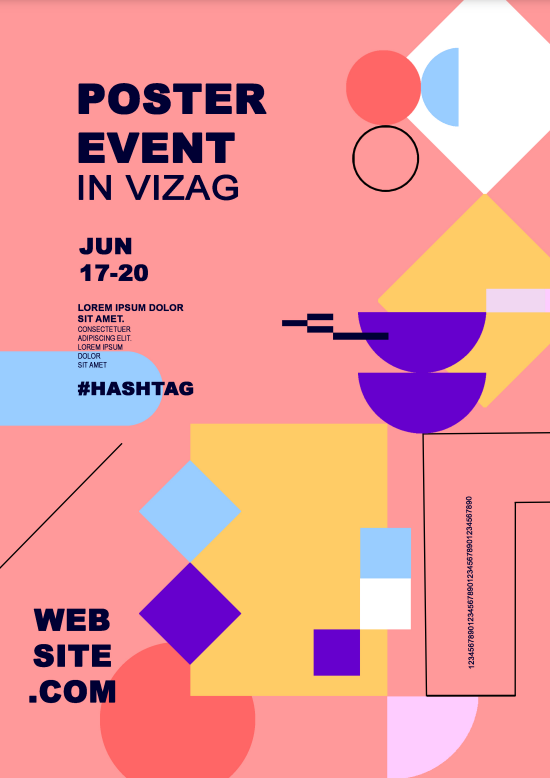 POSTER
EVENT
IN VIZAG
JUN
17-20
LOREM IPSUM DOLOR
SIT AMET.
CONSECTETUER
ADIPISCING ELIT.
LOREM IPSUM
DOLOR
SIT AMET
#HASHTAG
1234567890123456789012345678901234567890
WEB
SITE
.COM